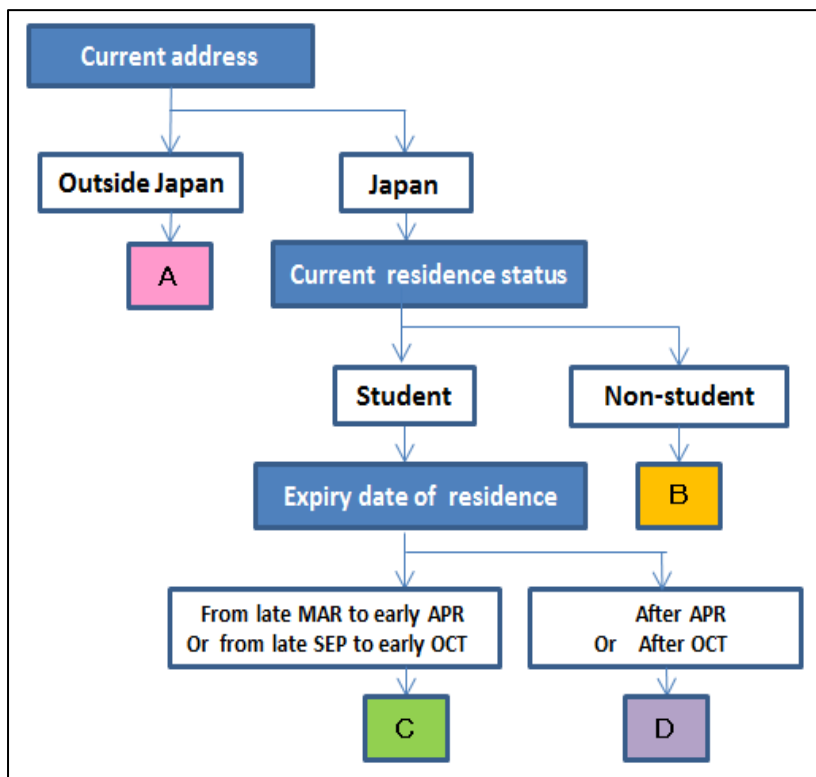 Current address
Outside Japan
Japan
A
Current residence status
Student
Non-student
Expiry date of residence
B
From late MAR to early APR
Or from late SEP to early OCT
After APR
Or After OCT
C
D